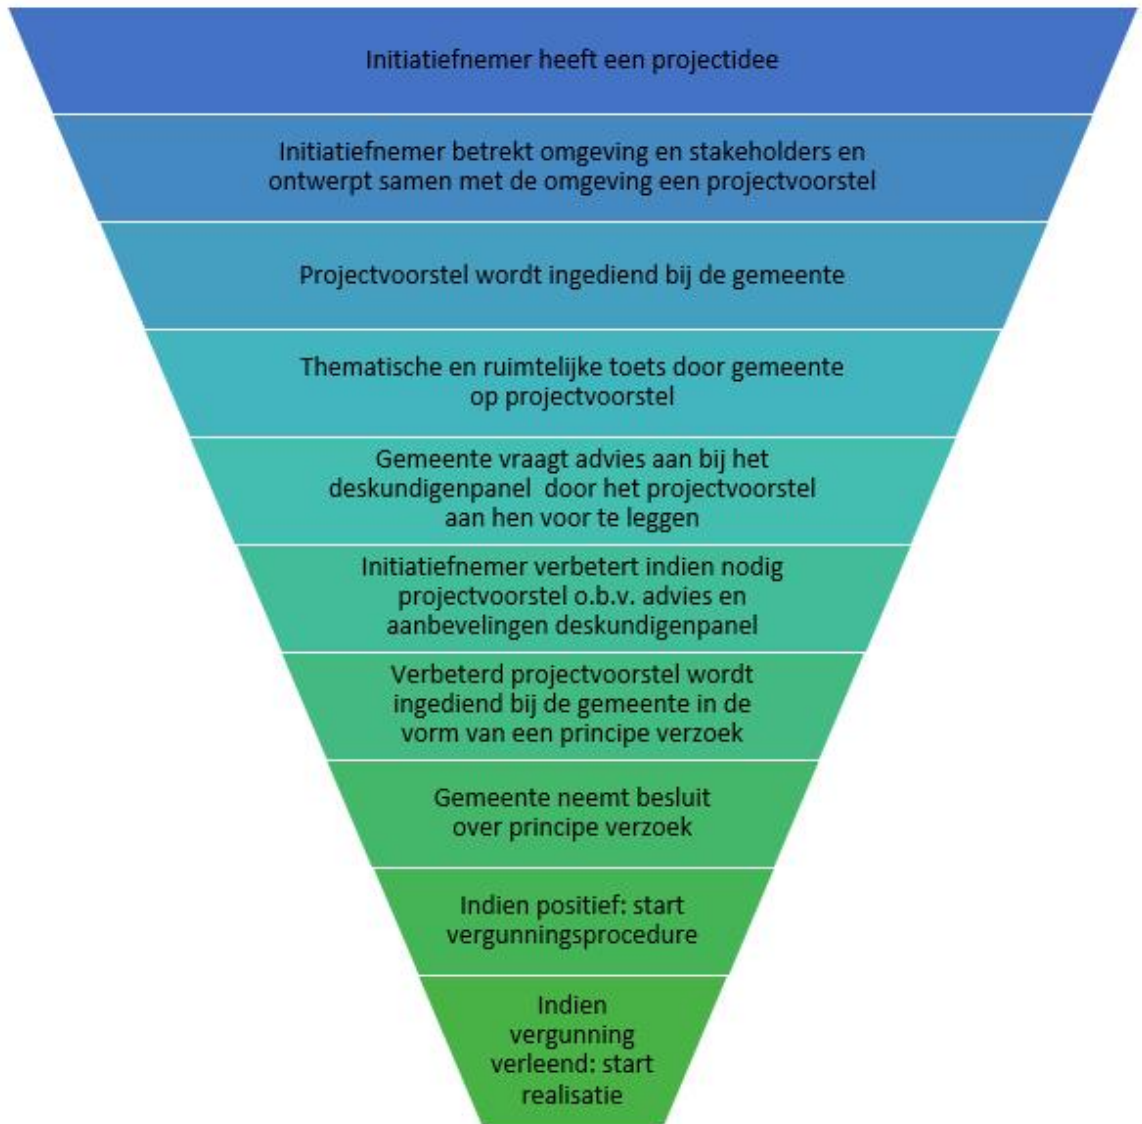 Initiatiefnemer heeft een projectidee
Initiatiefnemer betrekt omgeving en stakeholders en
ontwerpt samen met de omgeving een projectvoorstel
Projectvoorstel wordt ingediend bij de gemeente
Thematische en ruimtelijke toets door gemeente
op projectvoorstel
Gemeente vraagt advies aan bij het
deskundigenpanel  door het projectvoorstel
aan hen voor te leggen
Initiatiefnemer verbetert indien nodig
projectvoorstel o.b.v. advies en
aanbevelingen deskundigenpanel
Verbeterd projectvoorstel wordt
ingediend bij de gemeente in de
vorm van een principe verzoek
Gemeente neemt besluit
over principe verzoek
Indien positief: start
vergunningsprocedure
Indien
vergunning
verleend: start
realisatie